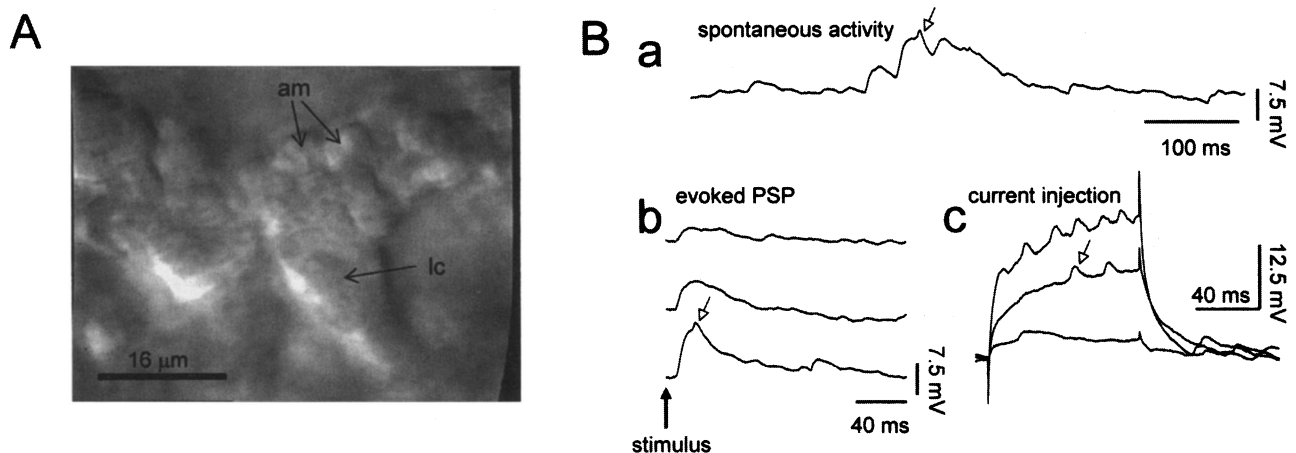 A
am
lc
16 μm
B
a
spontaneous activity
7.5 mV
100 ms
b
evoked PSP
7.5 mV
40 ms
stimulus
c
current injection
12.5 mV
40 ms